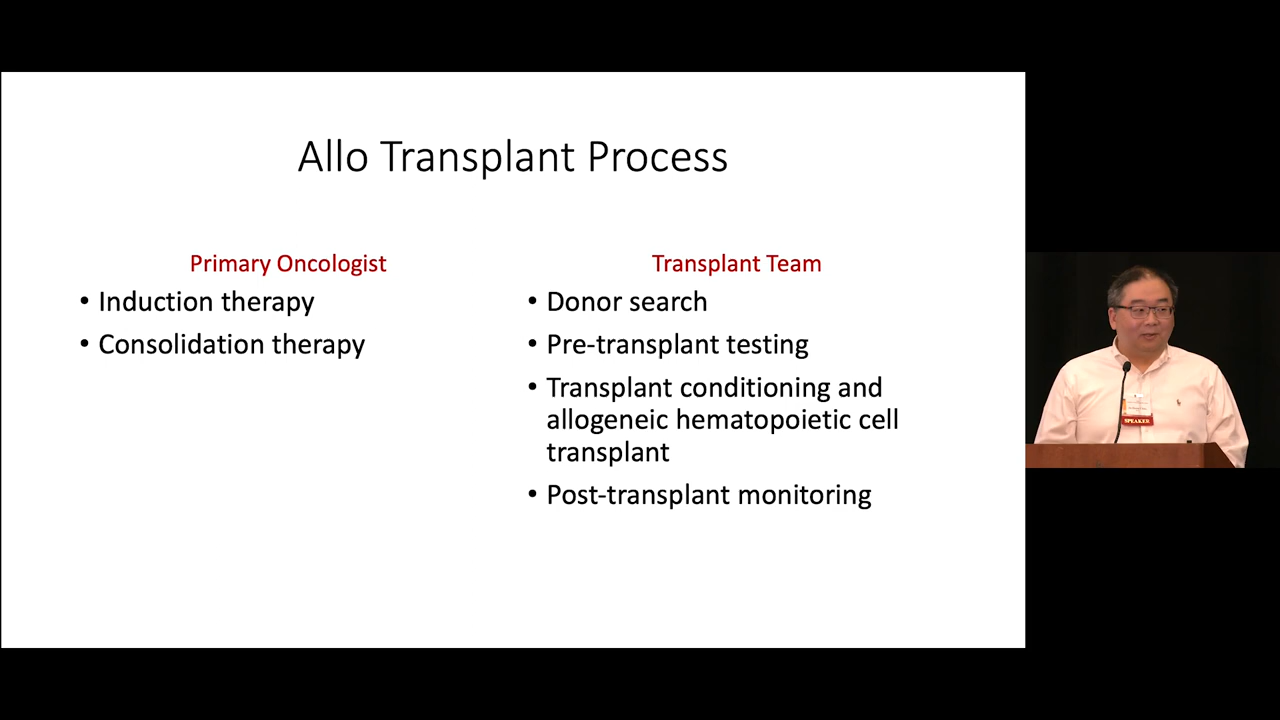 Allo Transplant Process
Primary Oncologist
• Induction therapy
• Consolidation therapy
Transplant Team
• Donor search
• Pre-transplant testing
• Transplant conditioning and
allogeneic hematopoietic cell
transplant
• Post-transplant monitoring
SPEAKER